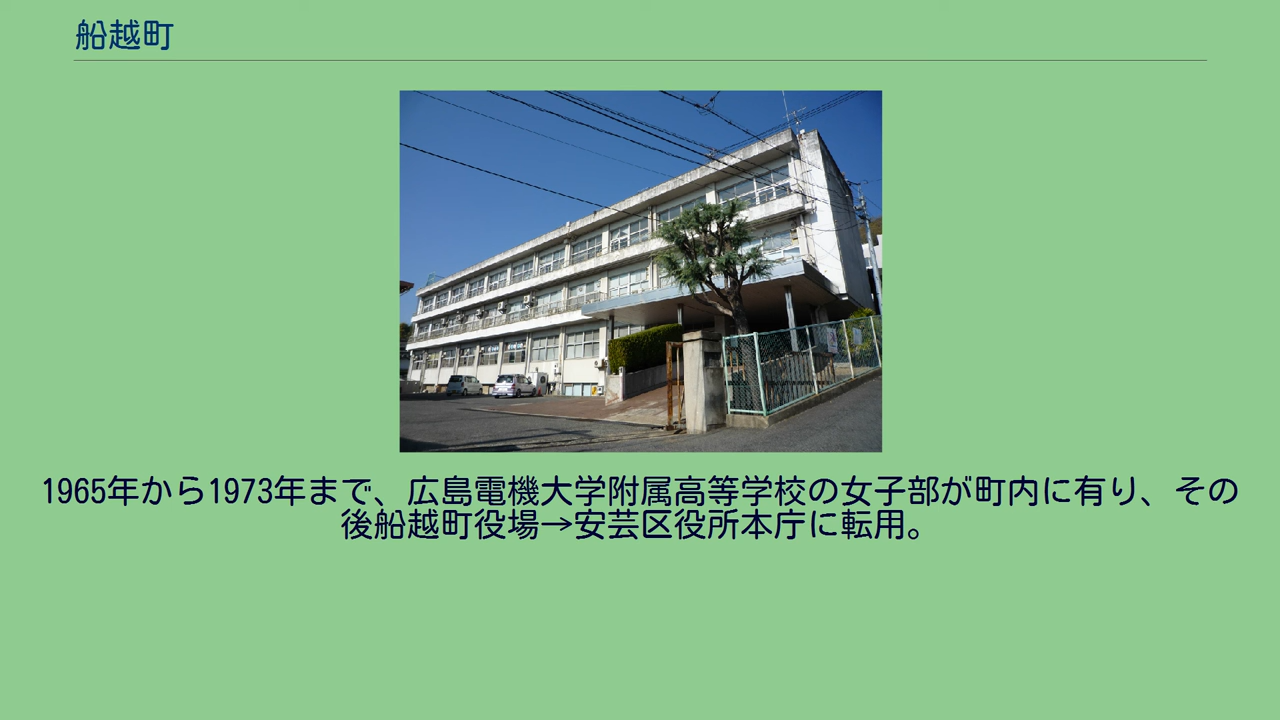 船越町
1965年から1973年まで、広島電機大学附属高等学校の女子部が町内に有り、その
後船越町役場→安芸区役所本庁に転用。